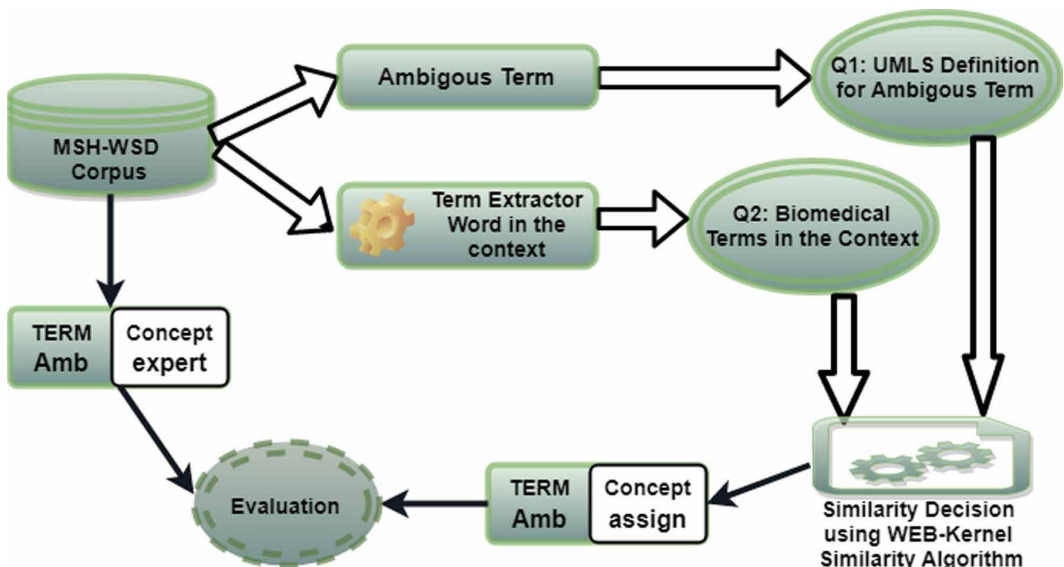 Ambigous Term
Q1: UMLS Definition
for Ambigous Term
MSH-WSD
Corpus
Term Extractor
Word in the
context
Q2: Biomedical
Terms in the Context
TERM
Amb
Concept
expert
Evaluation
TERM
Amb
Concept
assign
Similarity Decision
using WEB-Kernel
Similarity Algorithm